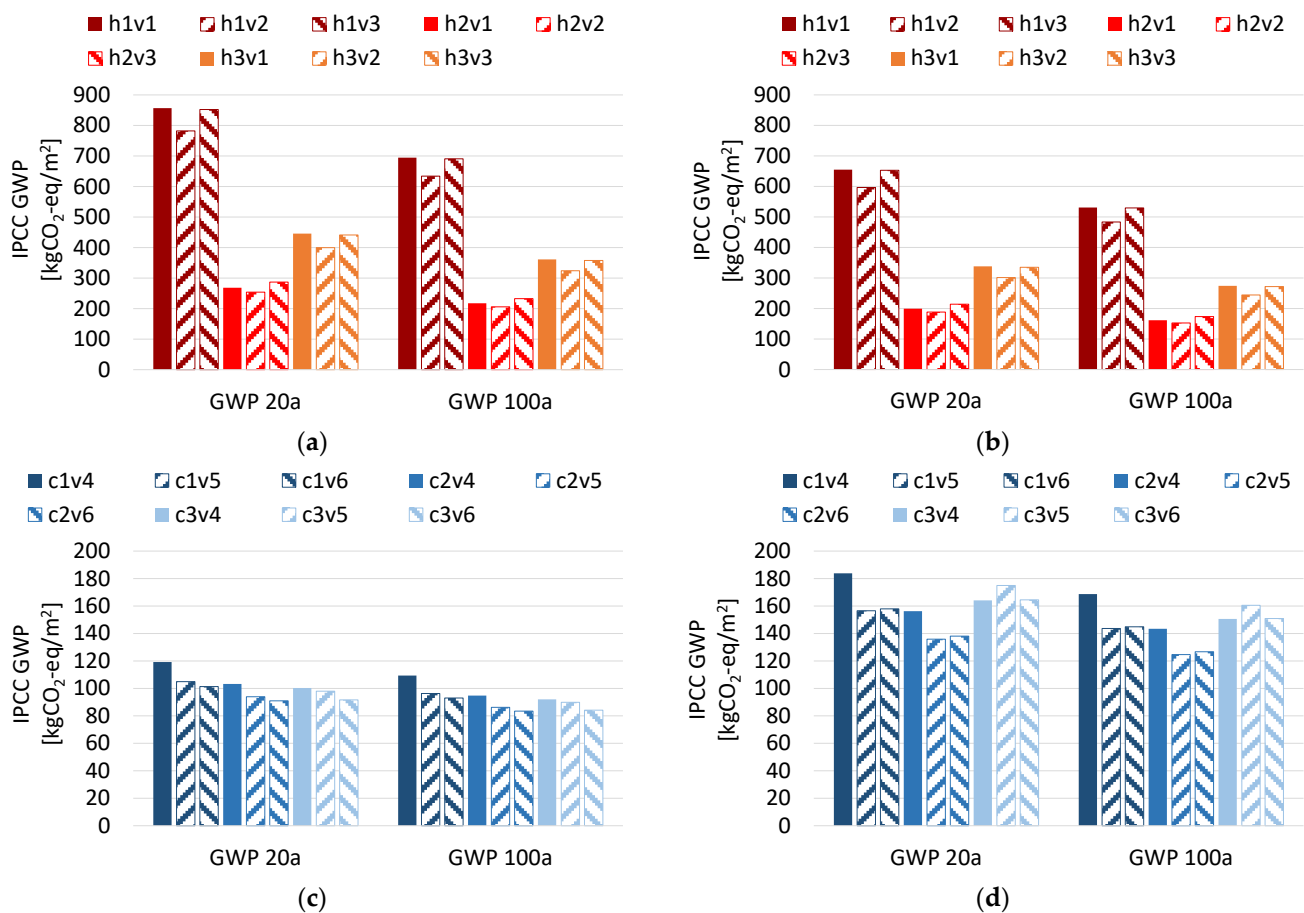 h1v1 h1v2 h1v3 h2v1 h2v2
h2v3 h3v1 h3v2 h3v3
IPCC GWP
[kgCO₂-eq/m²]
900
800
700
600
500
400
300
200
100
0
GWP 20a GWP 100a
(a)
h1v1 h1v2 h1v3 h2v1 h2v2
h2v3 h3v1 h3v2 h3v3
IPCC GWP
[kgCO₂-eq/m²]
900
800
700
600
500
400
300
200
100
0
GWP 20a GWP 100a
(b)
c1v4 c1v5 c1v6 c2v4 c2v5
c2v6 c3v4 c3v5 c3v6
IPCC GWP
[kgCO₂-eq/m²]
200
180
160
140
120
100
80
60
40
20
0
GWP 20a GWP 100a
(c)
c1v4 c1v5 c1v6 c2v4 c2v5
c2v6 c3v4 c3v5 c3v6
IPCC GWP
[kgCO₂-eq/m²]
200
180
160
140
120
100
80
60
40
20
0
GWP 20a GWP 100a
(d)